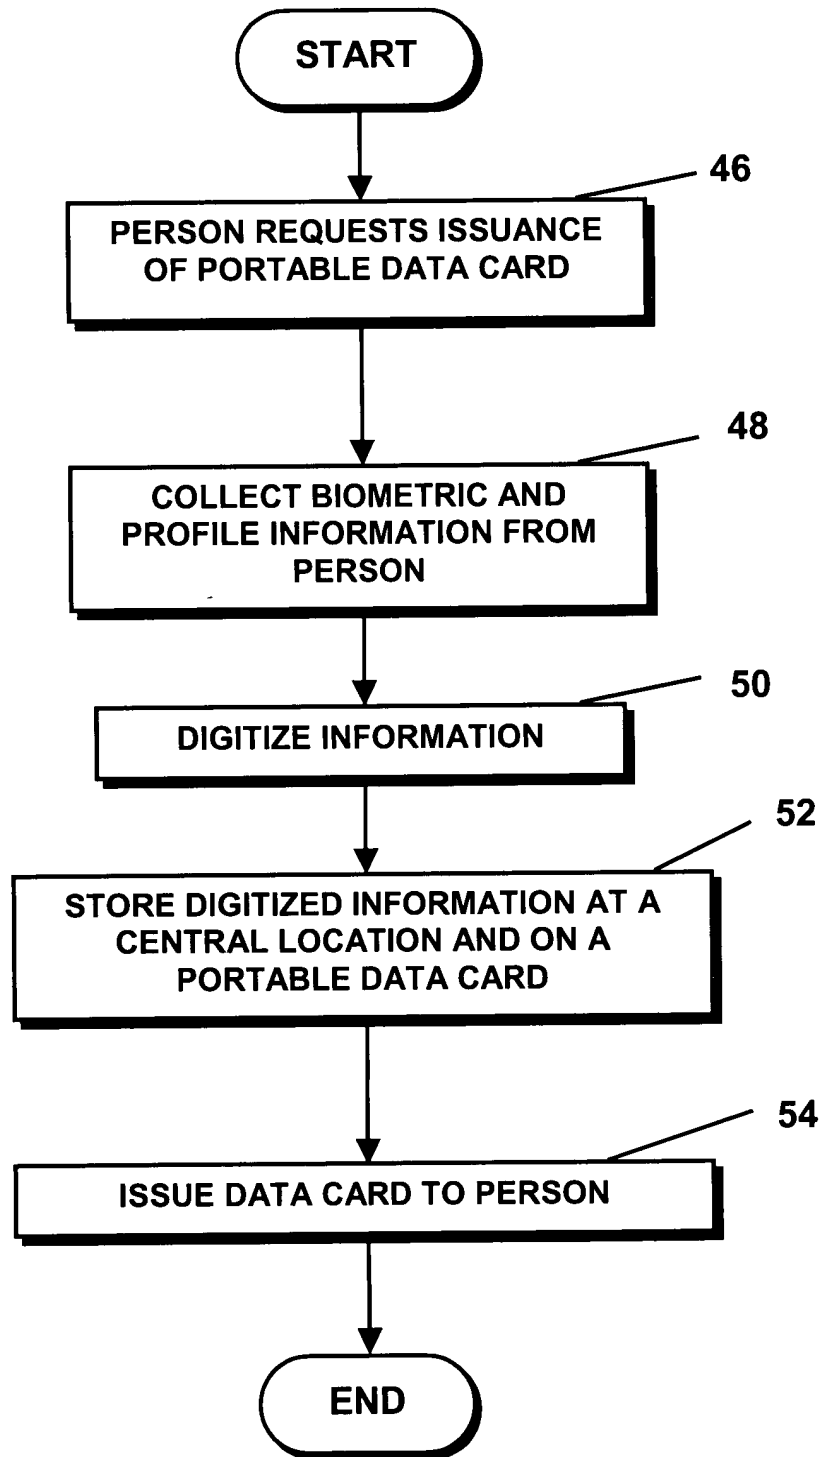 START
46
PERSON REQUESTS ISSUANCE
OF PORTABLE DATA CARD
48
COLLECT BIOMETRIC AND
PROFILE INFORMATION FROM
PERSON
50
DIGITIZE INFORMATION
52
STORE DIGITIZED INFORMATION AT A
CENTRAL LOCATION AND ON A
PORTABLE DATA CARD
54
ISSUE DATA CARD TO PERSON
END